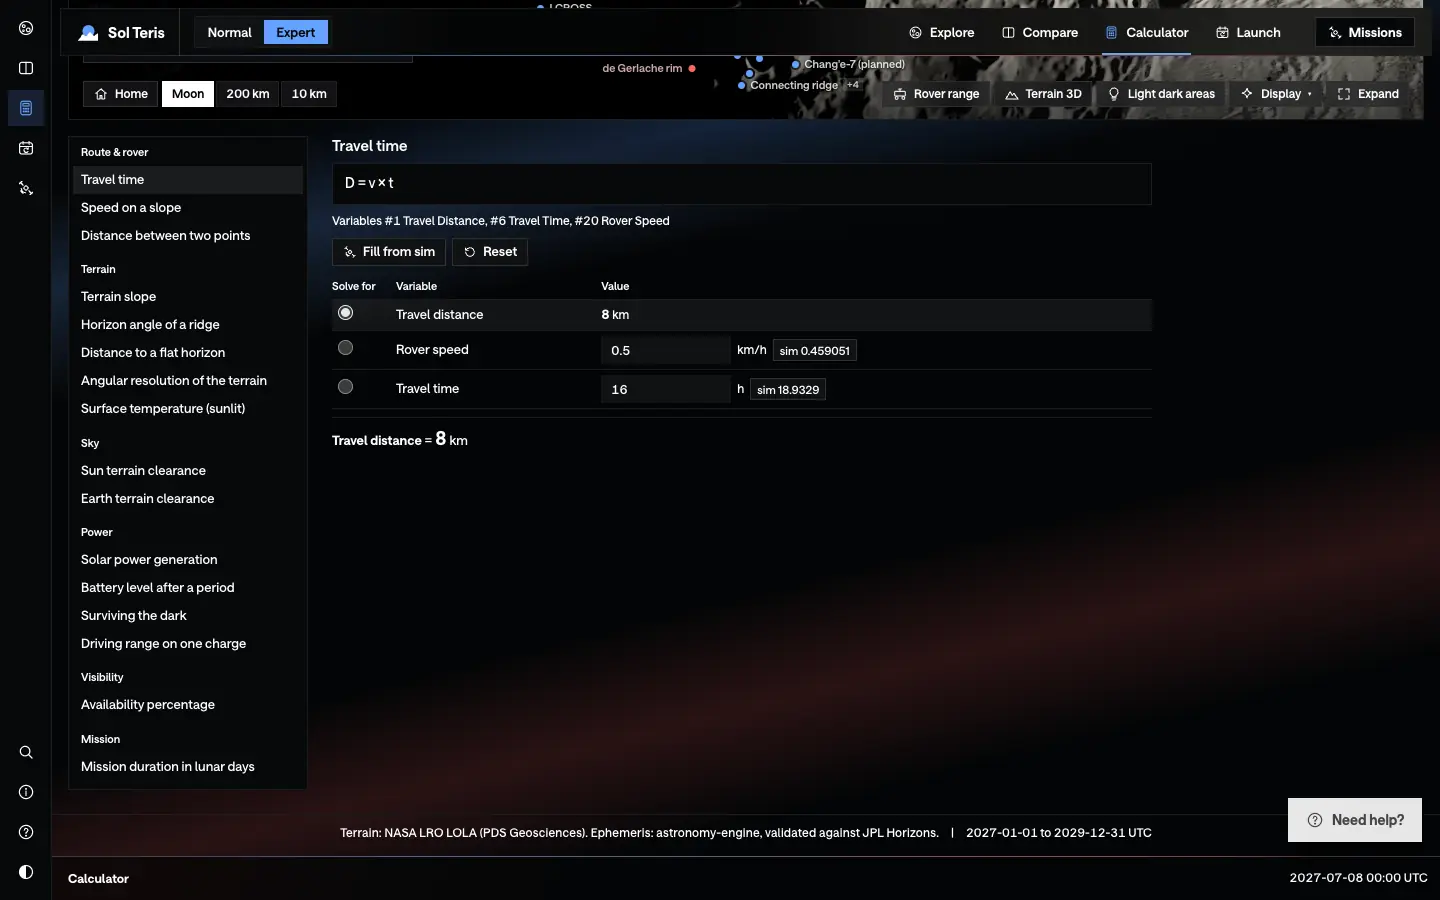 LCROSS
Sol Teris
Normal
Expert
Explore
Compare
Calculator
Launch
Missions
de Gerlache rim
Chang'e-7 (planned)
Connecting ridge +4
Home
Moon
200 km
10 km
Rover range
Terrain 3D
Light dark areas
Display
Expand
Route & rover
Travel time
Speed on a slope
Distance between two points
Terrain
Terrain slope
Horizon angle of a ridge
Distance to a flat horizon
Angular resolution of the terrain
Surface temperature (sunlit)
Sky
Sun terrain clearance
Earth terrain clearance
Power
Solar power generation
Battery level after a period
Surviving the dark
Driving range on one charge
Visibility
Availability percentage
Mission
Mission duration in lunar days
Travel time
D = v × t
Variables #1 Travel Distance, #6 Travel Time, #20 Rover Speed
Fill from sim
Reset
Solve for Variable Value
Travel distance 8 km
Rover speed 0.5 km/h sim 0.459051
Travel time 16 h sim 18.9329
Travel distance = 8 km
Terrain: NASA LRO LOLA (PDS Geosciences). Ephemeris: astronomy-engine, validated against JPL Horizons. | 2027-01-01 to 2029-12-31 UTC
Need help?
Calculator
2027-07-08 00:00 UTC